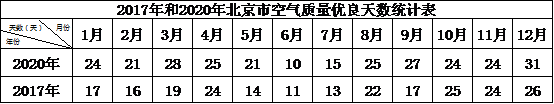 2017年和2020年北京市空气质量优良天数统计表
天数（天） 月份 年份 1月 2月 3月 4月 5月 6月 7月 8月 9月 10月 11月 12月
2020年 24 21 28 25 21 10 15 25 27 24 24 31
2017年 17 16 19 24 14 11 13 22 17 25 24 26